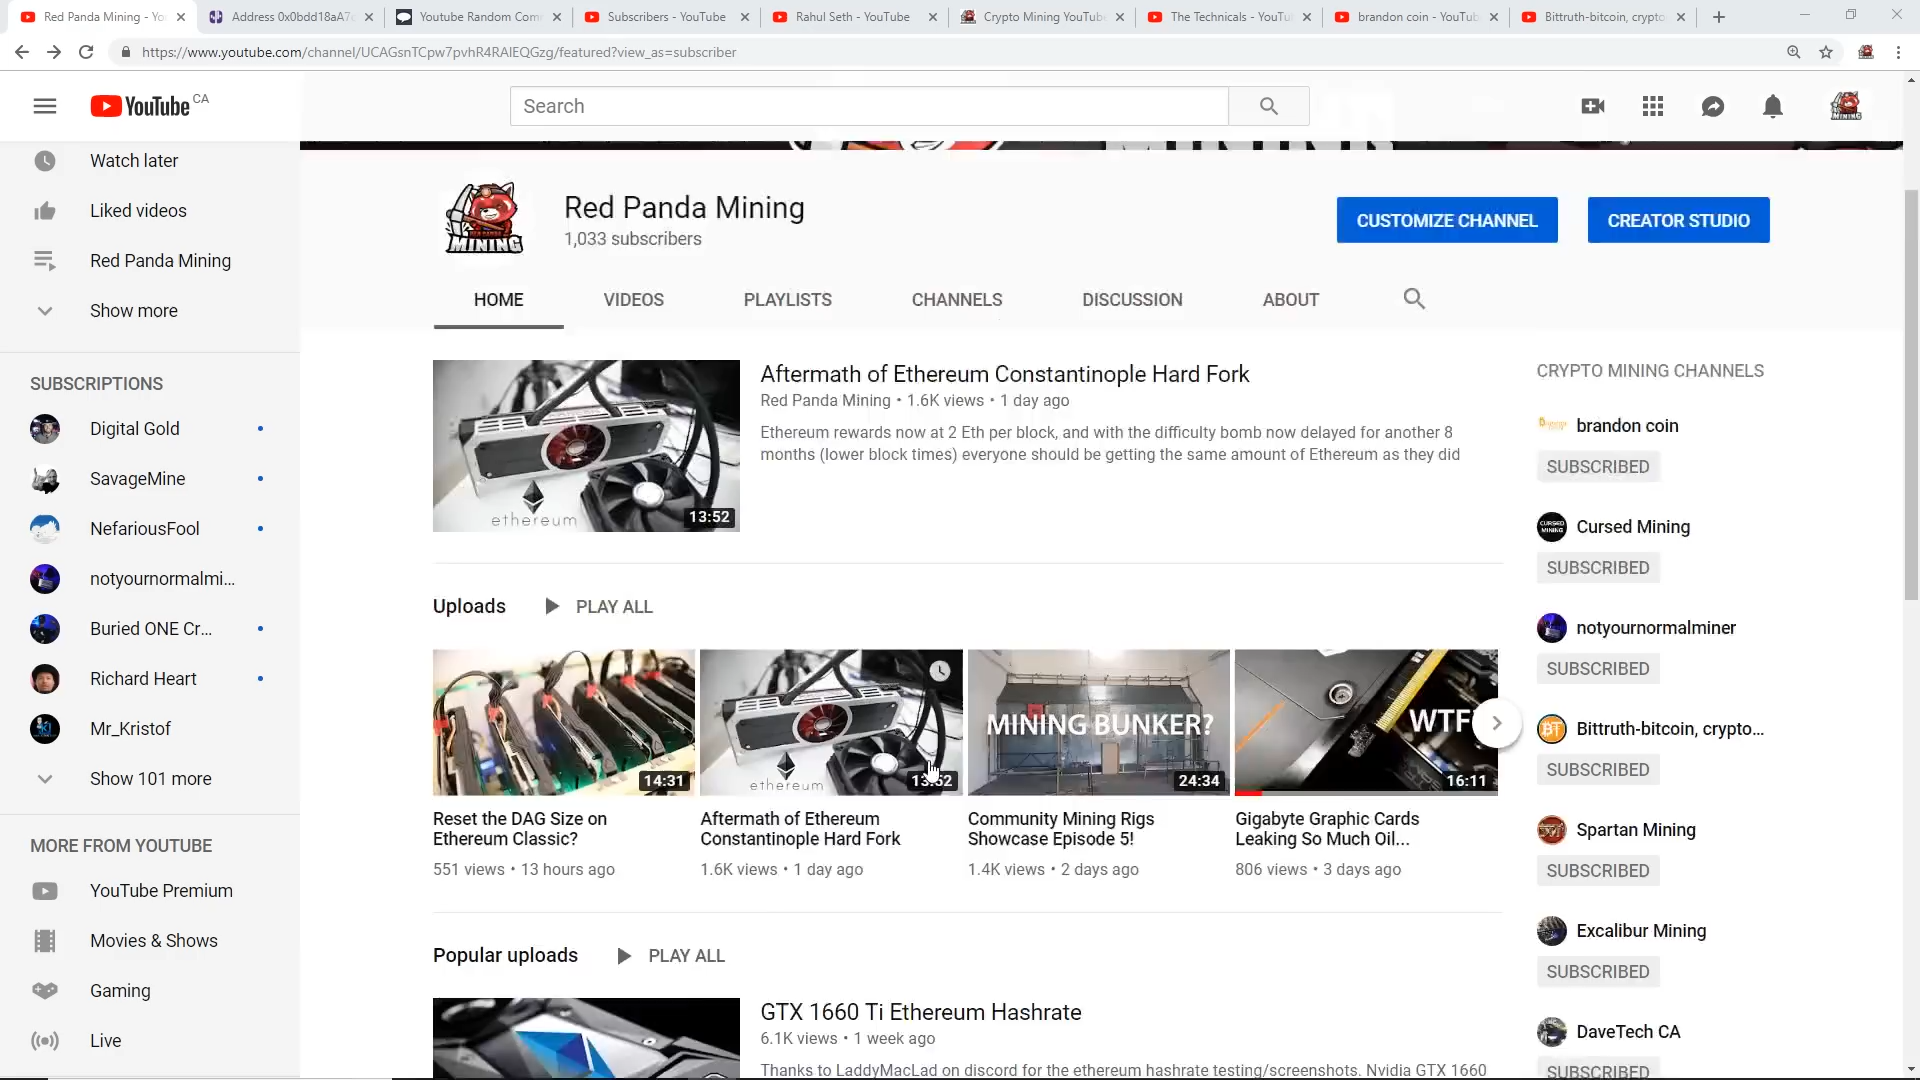 Red Panda Mining - Yo
Address 0x0bdd18aA7
Youtube Random Com
Subscribers - YouTube
Rahul Seth - YouTube
Crypto Mining YouTub
The Technicals - YouTu
brandon coin - YouTub
Bittruth-bitcoin, crypto
https://www.youtube.com/channel/UCAGsnTCpw7pvhR4RAIEQGzg/featured?view_as=subscriber
YouTube CA
Search
Watch later
Liked videos
Red Panda Mining
Show more
SUBSCRIPTIONS
Digital Gold
SavageMine
NefariousFool
notyournormalmi...
Buried ONE Cr...
Richard Heart
Mr_Kristof
Show 101 more
MORE FROM YOUTUBE
YouTube Premium
Movies & Shows
Gaming
Live
MINING
Red Panda Mining
1,033 subscribers
CUSTOMIZE CHANNEL
CREATOR STUDIO
HOME
VIDEOS
PLAYLISTS
CHANNELS
DISCUSSION
ABOUT
ethereum
13:52
Aftermath of Ethereum Constantinople Hard Fork
Red Panda Mining • 1.6K views • 1 day ago
Ethereum rewards now at 2 Eth per block, and with the difficulty bomb now delayed for another 8
months (lower block times) everyone should be getting the same amount of Ethereum as they did
Uploads
PLAY ALL
14:31
Reset the DAG Size on
Ethereum Classic?
551 views • 13 hours ago
ethereum
13:52
Aftermath of Ethereum
Constantinople Hard Fork
1.6K views • 1 day ago
MINING BUNKER?
24:34
Community Mining Rigs
Showcase Episode 5!
1.4K views • 2 days ago
WTF
16:11
Gigabyte Graphic Cards
Leaking So Much Oil...
806 views • 3 days ago
Popular uploads
PLAY ALL
GTX 1660 Ti Ethereum Hashrate
6.1K views • 1 week ago
Thanks to LaddyMacLad on discord for the ethereum hashrate testing/screenshots. Nvidia GTX 1660
CRYPTO MINING CHANNELS
brandon coin
SUBSCRIBED
CURSED
MINING
Cursed Mining
SUBSCRIBED
notyournormalminer
SUBSCRIBED
BT
Bittruth-bitcoin, crypto...
SUBSCRIBED
Spartan Mining
SUBSCRIBED
Excalibur Mining
SUBSCRIBED
DaveTech CA
SUBSCRIBED